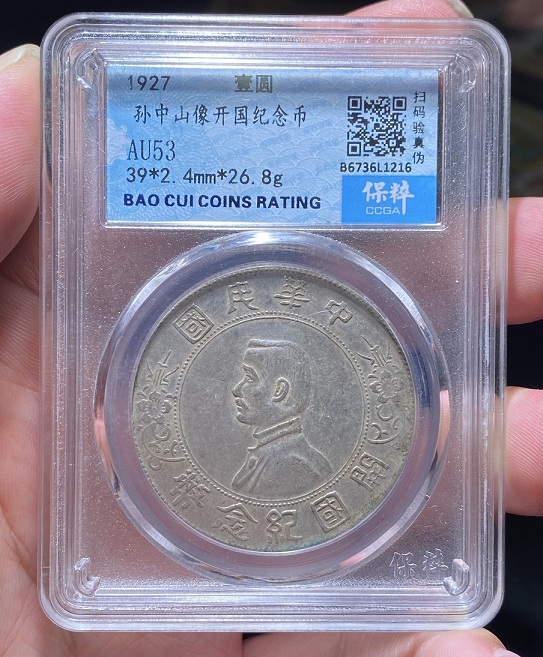 1927 壹圆
孙中山像开国纪念币
AU53
39*2.4mm*26.8g
BAO CUI COINS RATING
扫码验真伪
B6736L1216
保粹
CCGA
中華民國
開國紀念幣
保粹